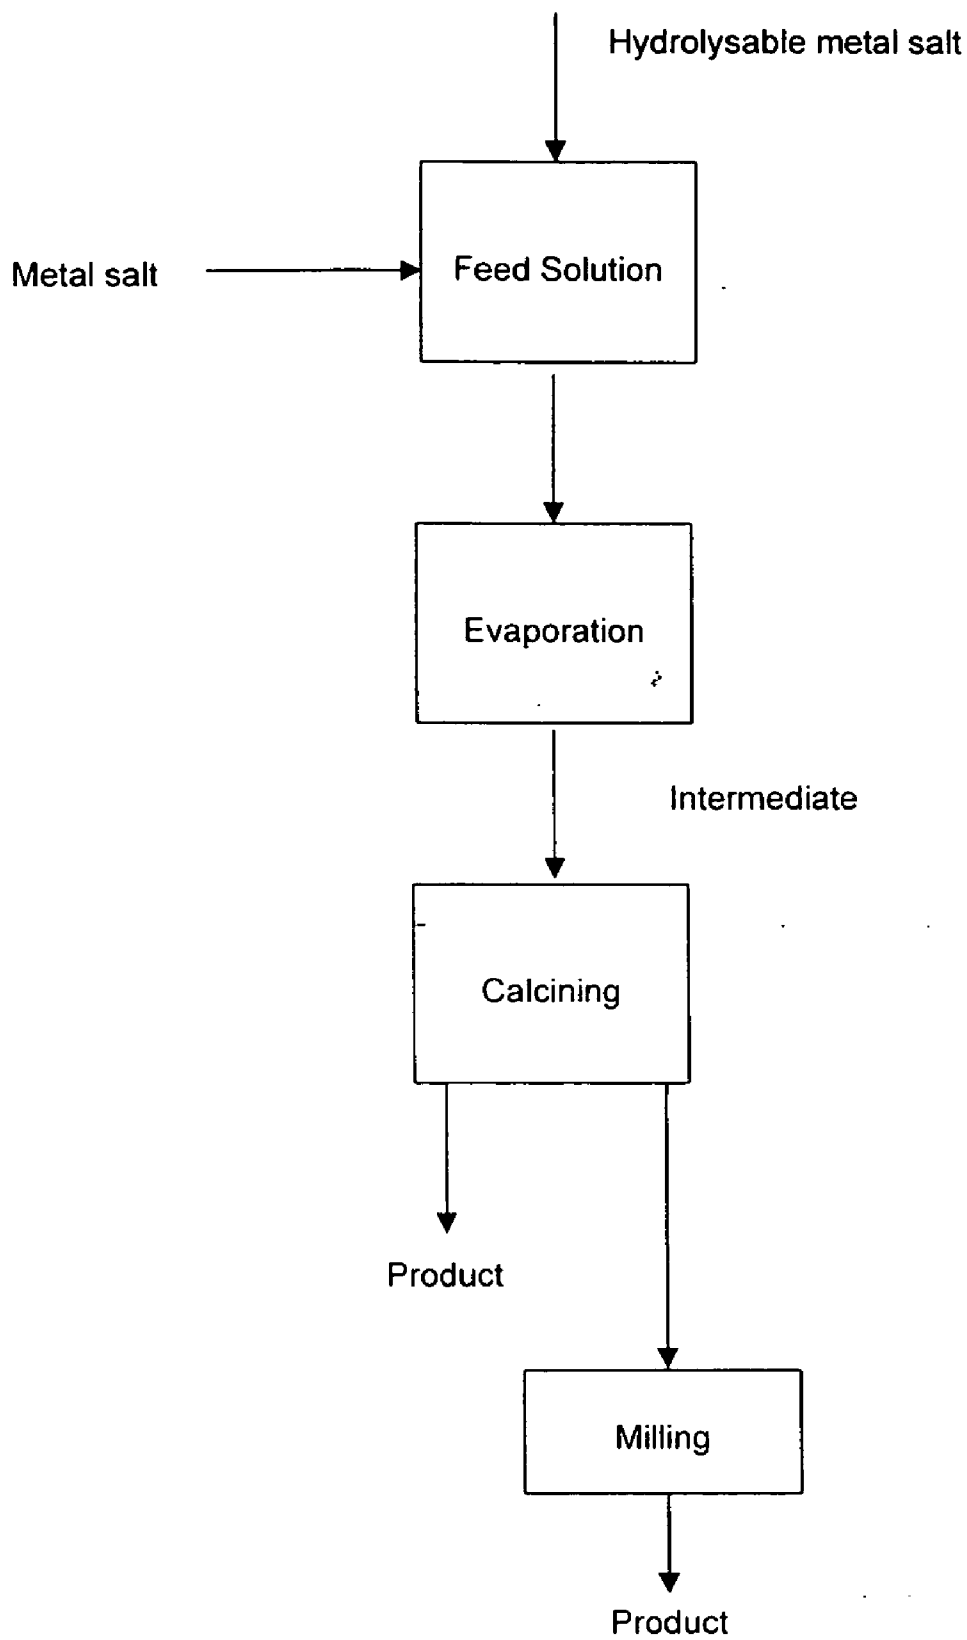 Hydrolysable metal salt
Metal salt
Feed Solution
Evaporation
Intermediate
Calcining
Product
Milling
Product